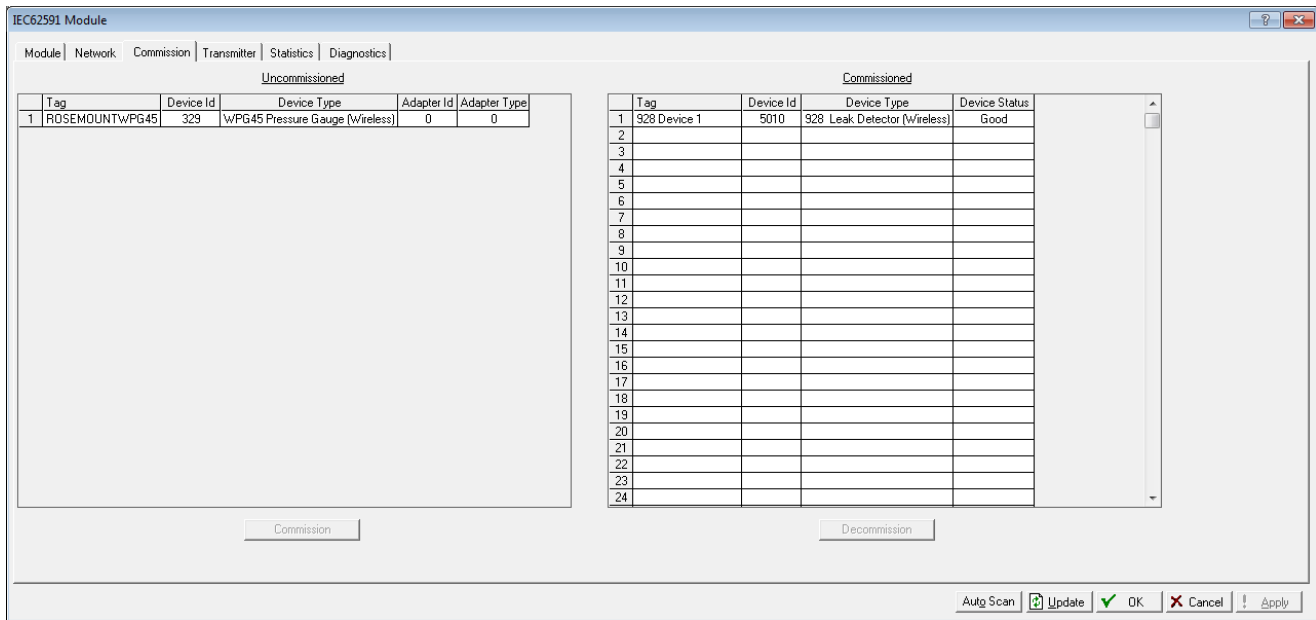 IEC62591 Module
Module Network Commission Transmitter Statistics Diagnostics
Uncommissioned
Tag Device Id Device Type Adapter Id Adapter Type
1 ROSEMOUNTWPG45 329 WPG45 Pressure Gauge (Wireless) 0 0
Commission
Commissioned
Tag Device Id Device Type Device Status
1 928 Device 1 5010 928 Leak Detector (Wireless) Good
2
3
4
5
6
7
8
9
10
11
12
13
14
15
16
17
18
19
20
21
22
23
24
Decommission
Auto Scan Update OK Cancel Apply